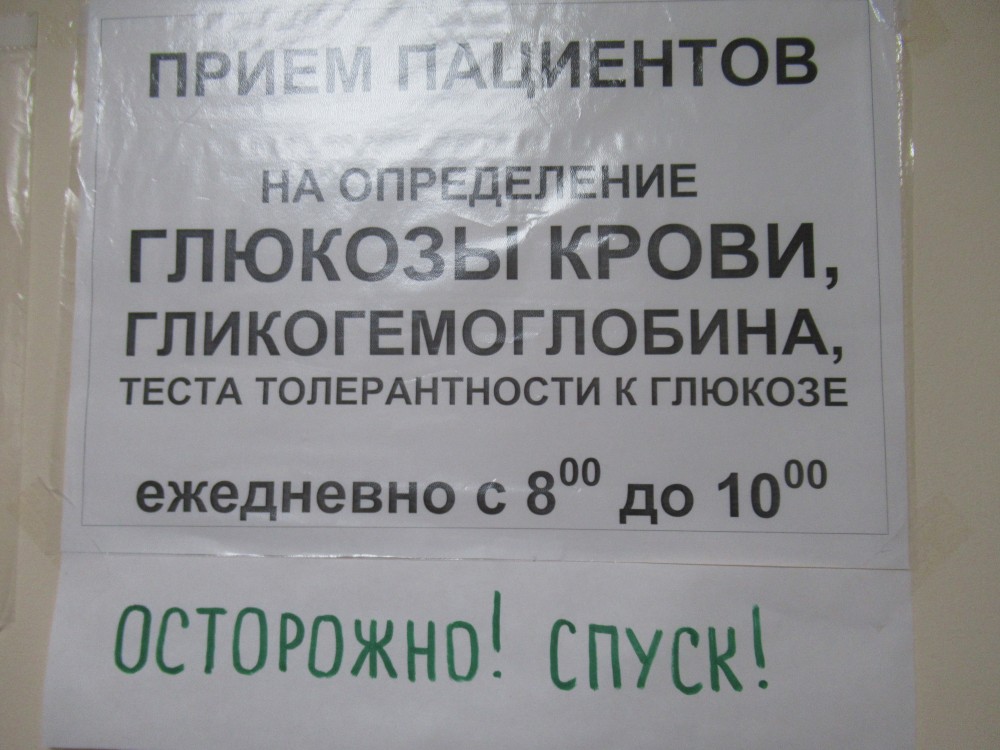 ПРИЕМ ПАЦИЕНТОВ
НА ОПРЕДЕЛЕНИЕ
ГЛЮКОЗЫ КРОВИ,
ГЛИКОГЕМОГЛОБИНА,
ТЕСТА ТОЛЕРАНТНОСТИ К ГЛЮКОЗЕ
ежедневно с 8⁰⁰ до 10⁰⁰
ОСТОРОЖНО! СПУСК!